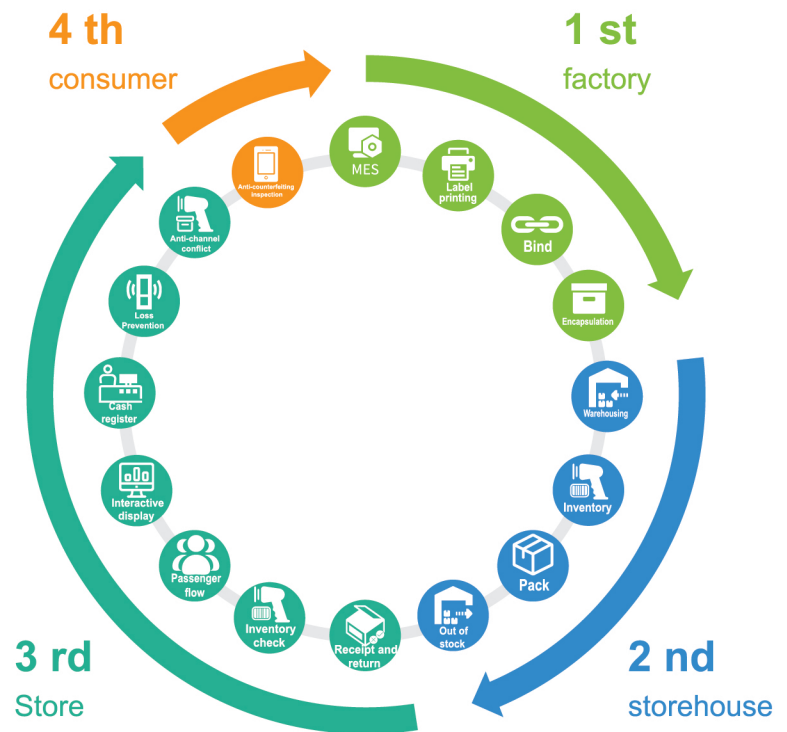 4 th
consumer
1 st
factory
MES
Label
printing
Bind
Encapsulation
Warehousing
Inventory
Pack
Out of
stock
Receipt and
return
Inventory
check
Passenger
flow
Interactive
display
Cash
register
Loss
Prevention
Anti-channel
conflict
Anti-counterfeiting
Inspection
3 rd
Store
2 nd
storehouse